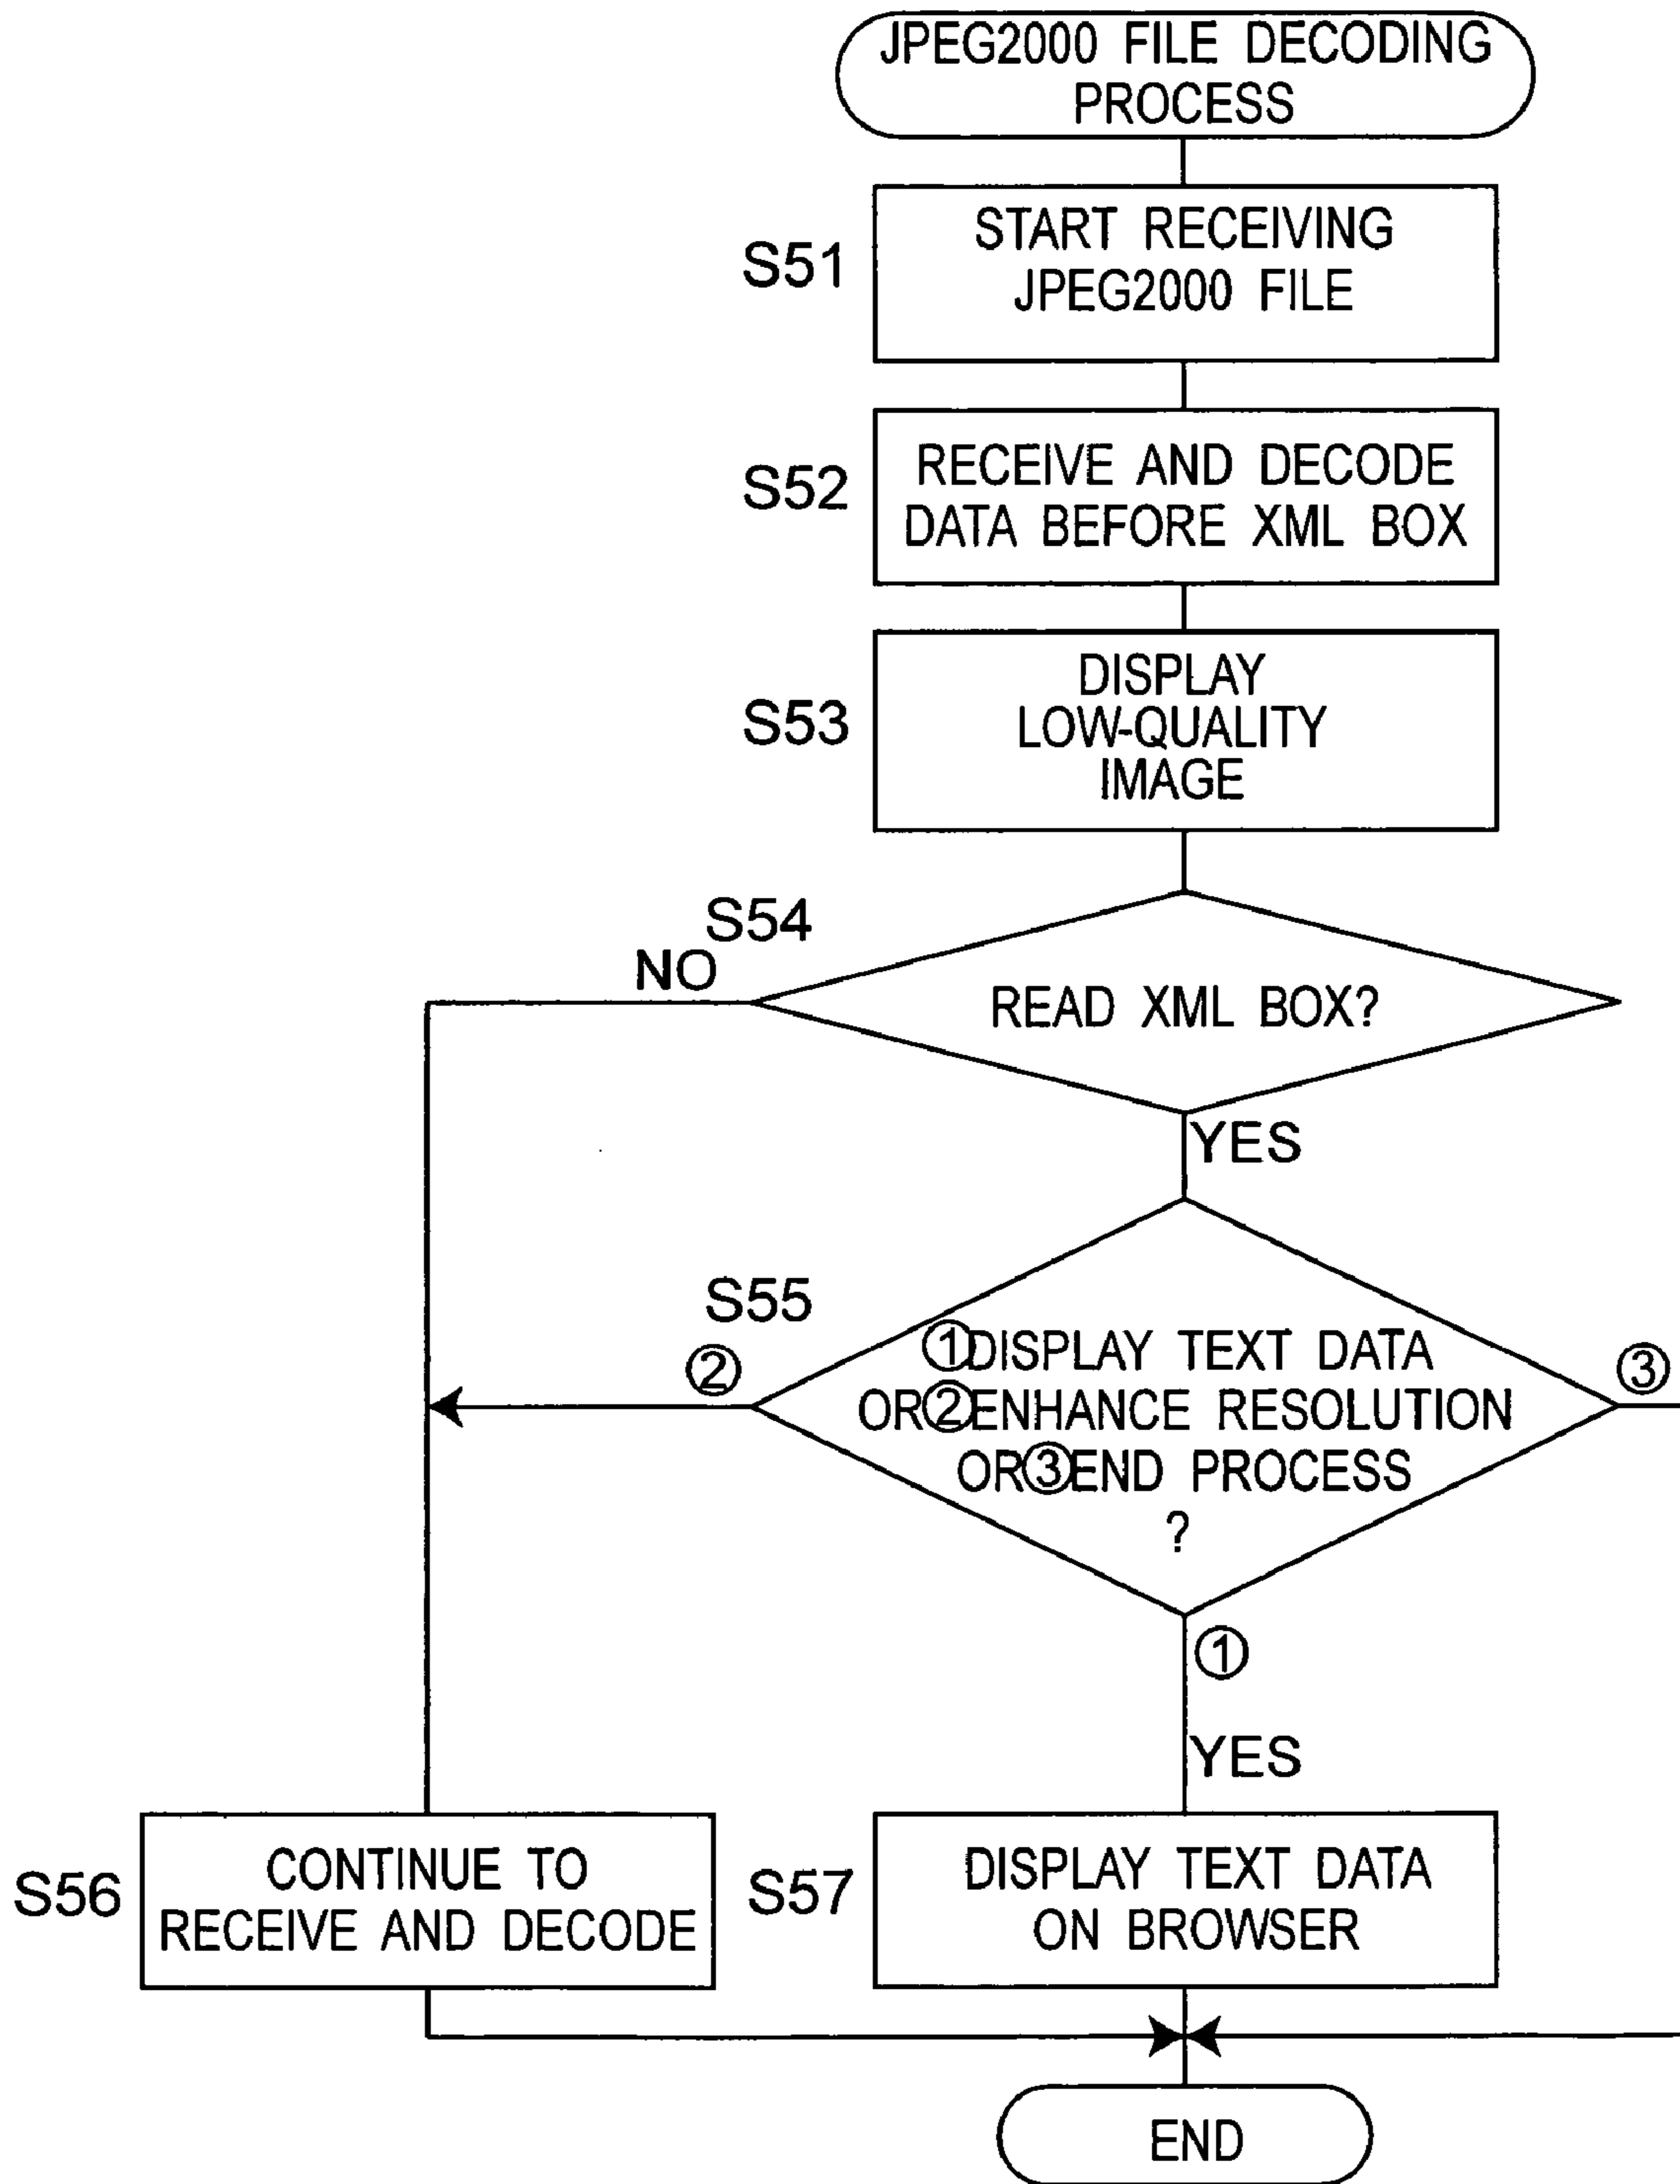 JPEG2000 FILE DECODING
PROCESS
S51
START RECEIVING
JPEG2000 FILE
S52
RECEIVE AND DECODE
DATA BEFORE XML BOX
S53
DISPLAY
LOW-QUALITY
IMAGE
S54
NO
READ XML BOX?
YES
S55
②
①DISPLAY TEXT DATA
OR②ENHANCE RESOLUTION
OR③END PROCESS
?
③
①
YES
S56
CONTINUE TO
RECEIVE AND DECODE
S57
DISPLAY TEXT DATA
ON BROWSER
END